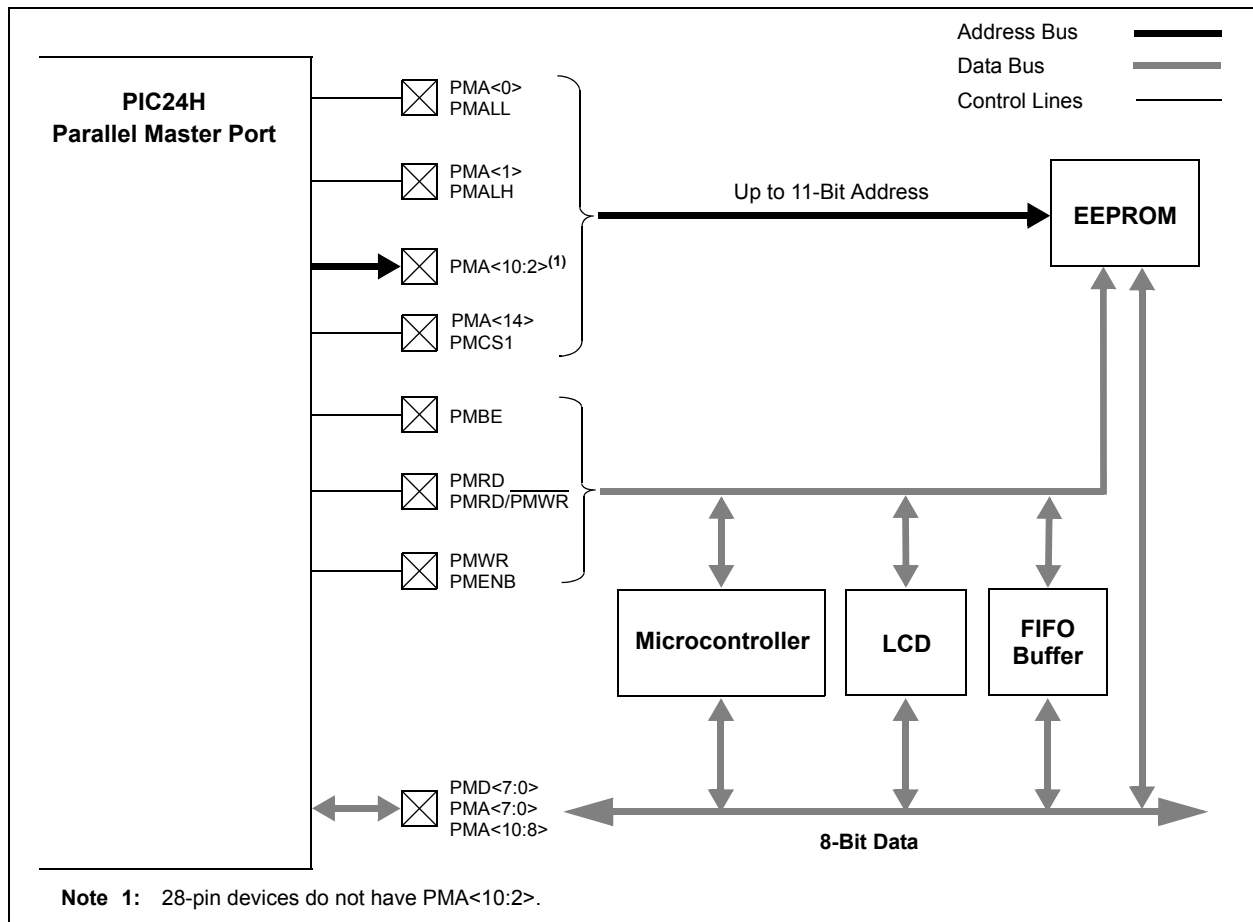 Address Bus
Data Bus
Control Lines
PIC24H
Parallel Master Port
PMA<0>
PMALL
PMA<1>
PMALH
PMA<10:2>(1)
PMA<14>
PMCS1
PMBE
PMRD
PMRD/PMWR
PMWR
PMENB
Up to 11-Bit Address
EEPROM
Microcontroller
LCD
FIFO
Buffer
PMD<7:0>
PMA<7:0>
PMA<10:8>
8-Bit Data
Note 1: 28-pin devices do not have PMA<10:2>.